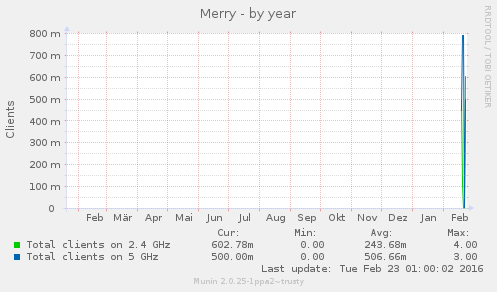 Merry - by year
RRDTOOL / TOBI OETIKER
Clients
800 m
700 m
600 m
500 m
400 m
300 m
200 m
100 m
0
Feb Mär Apr Mai Jun Jul Aug Sep Okt Nov Dez Jan Feb
Cur: Min: Avg: Max:
Total clients on 2.4 GHz 602.78m 0.00 243.68m 4.00
Total clients on 5 GHz 500.00m 0.00 506.66m 3.00
Last update: Tue Feb 23 01:00:02 2016
Munin 2.0.25-1ppa2~trusty